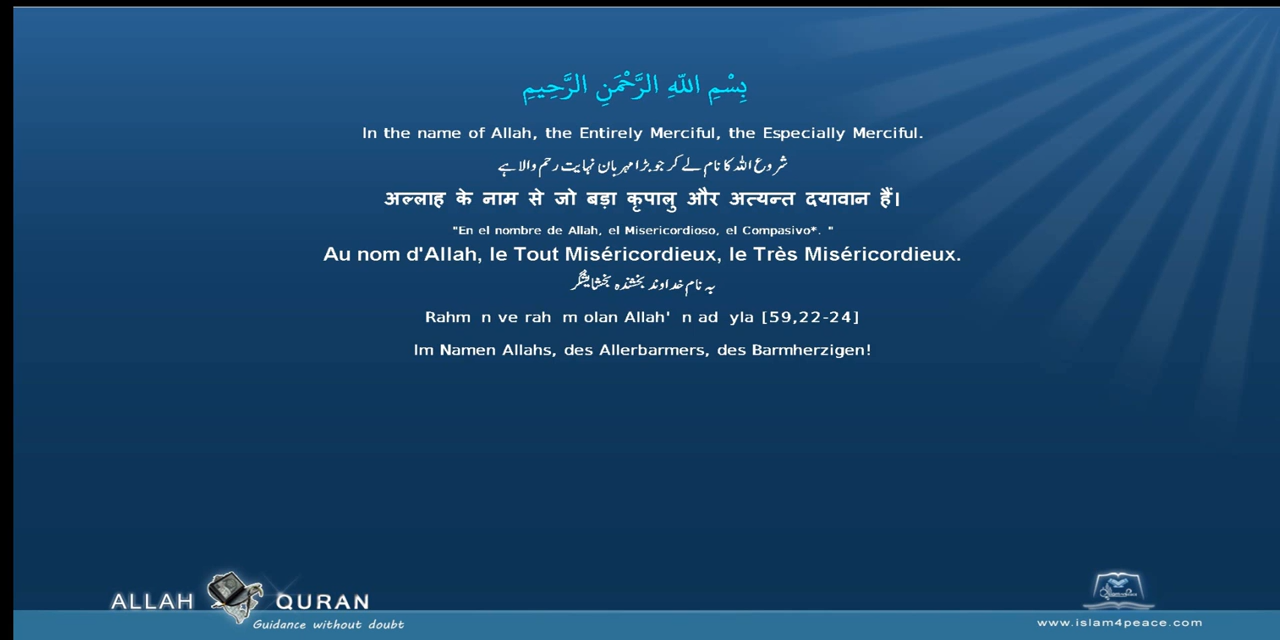 بِسْمِ اللَّهِ الرَّحْمَنِ الرَّحِيمِ
In the name of Allah, the Entirely Merciful, the Especially Merciful.
شروع الله کا نام لے کر جو بڑا مہربان نہایت رحم والا ہے
अल्लाह के नाम से जो बड़ा कृपालु और अत्यन्त दयावान हैं।
"En el nombre de Allah, el Misericordioso, el Compasivo*. "
Au nom d'Allah, le Tout Miséricordieux, le Très Miséricordieux.
به نام خداوند بخشنده بخشایشگر
Rahm n ve rah m olan Allah' n ad yla [59,22-24]
Im Namen Allahs, des Allerbarmers, des Barmherzigen!
ALLAH QURAN
Guidance without doubt
www.islam4peace.com